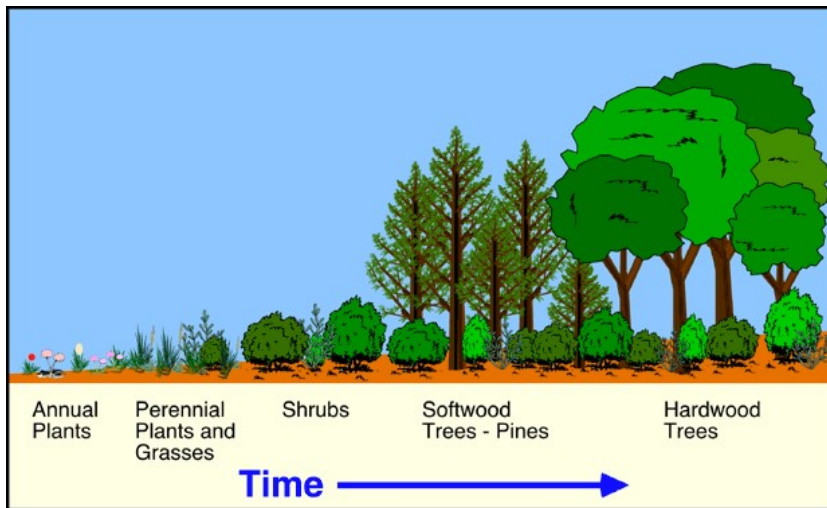 Annual
Plants
Perennial
Plants and
Grasses
Shrubs
Softwood
Trees - Pines
Hardwood
Trees
Time